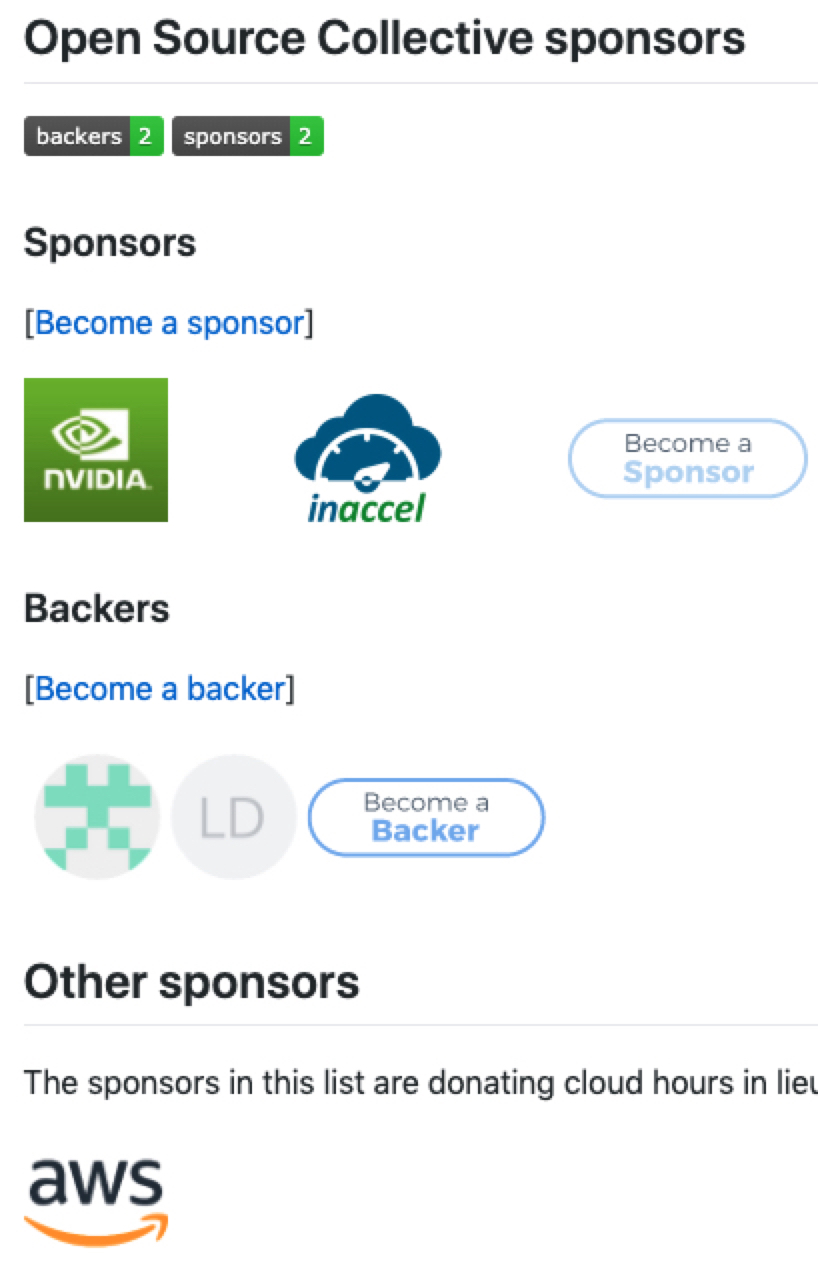 Open Source Collective sponsors
backers 2 sponsors 2
Sponsors
[Become a sponsor]
NVIDIA.
inaccel
Become a
Sponsor
Backers
[Become a backer]
LD
Become a
Backer
Other sponsors
The sponsors in this list are donating cloud hours in lieu
aws